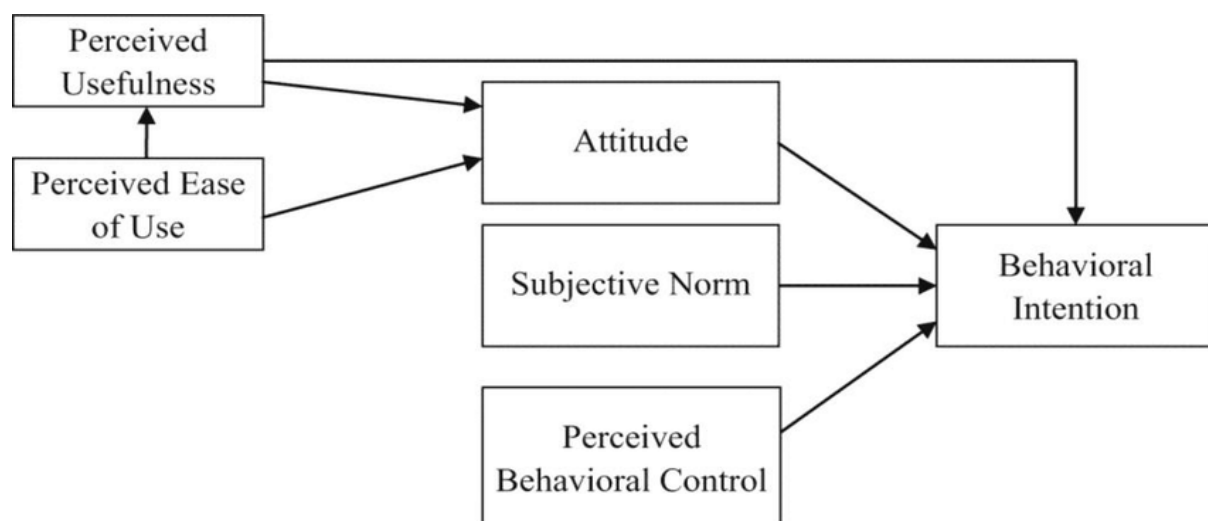 Perceived
Usefulness
Perceived Ease
of Use
Attitude
Subjective Norm
Perceived
Behavioral Control
Behavioral
Intention